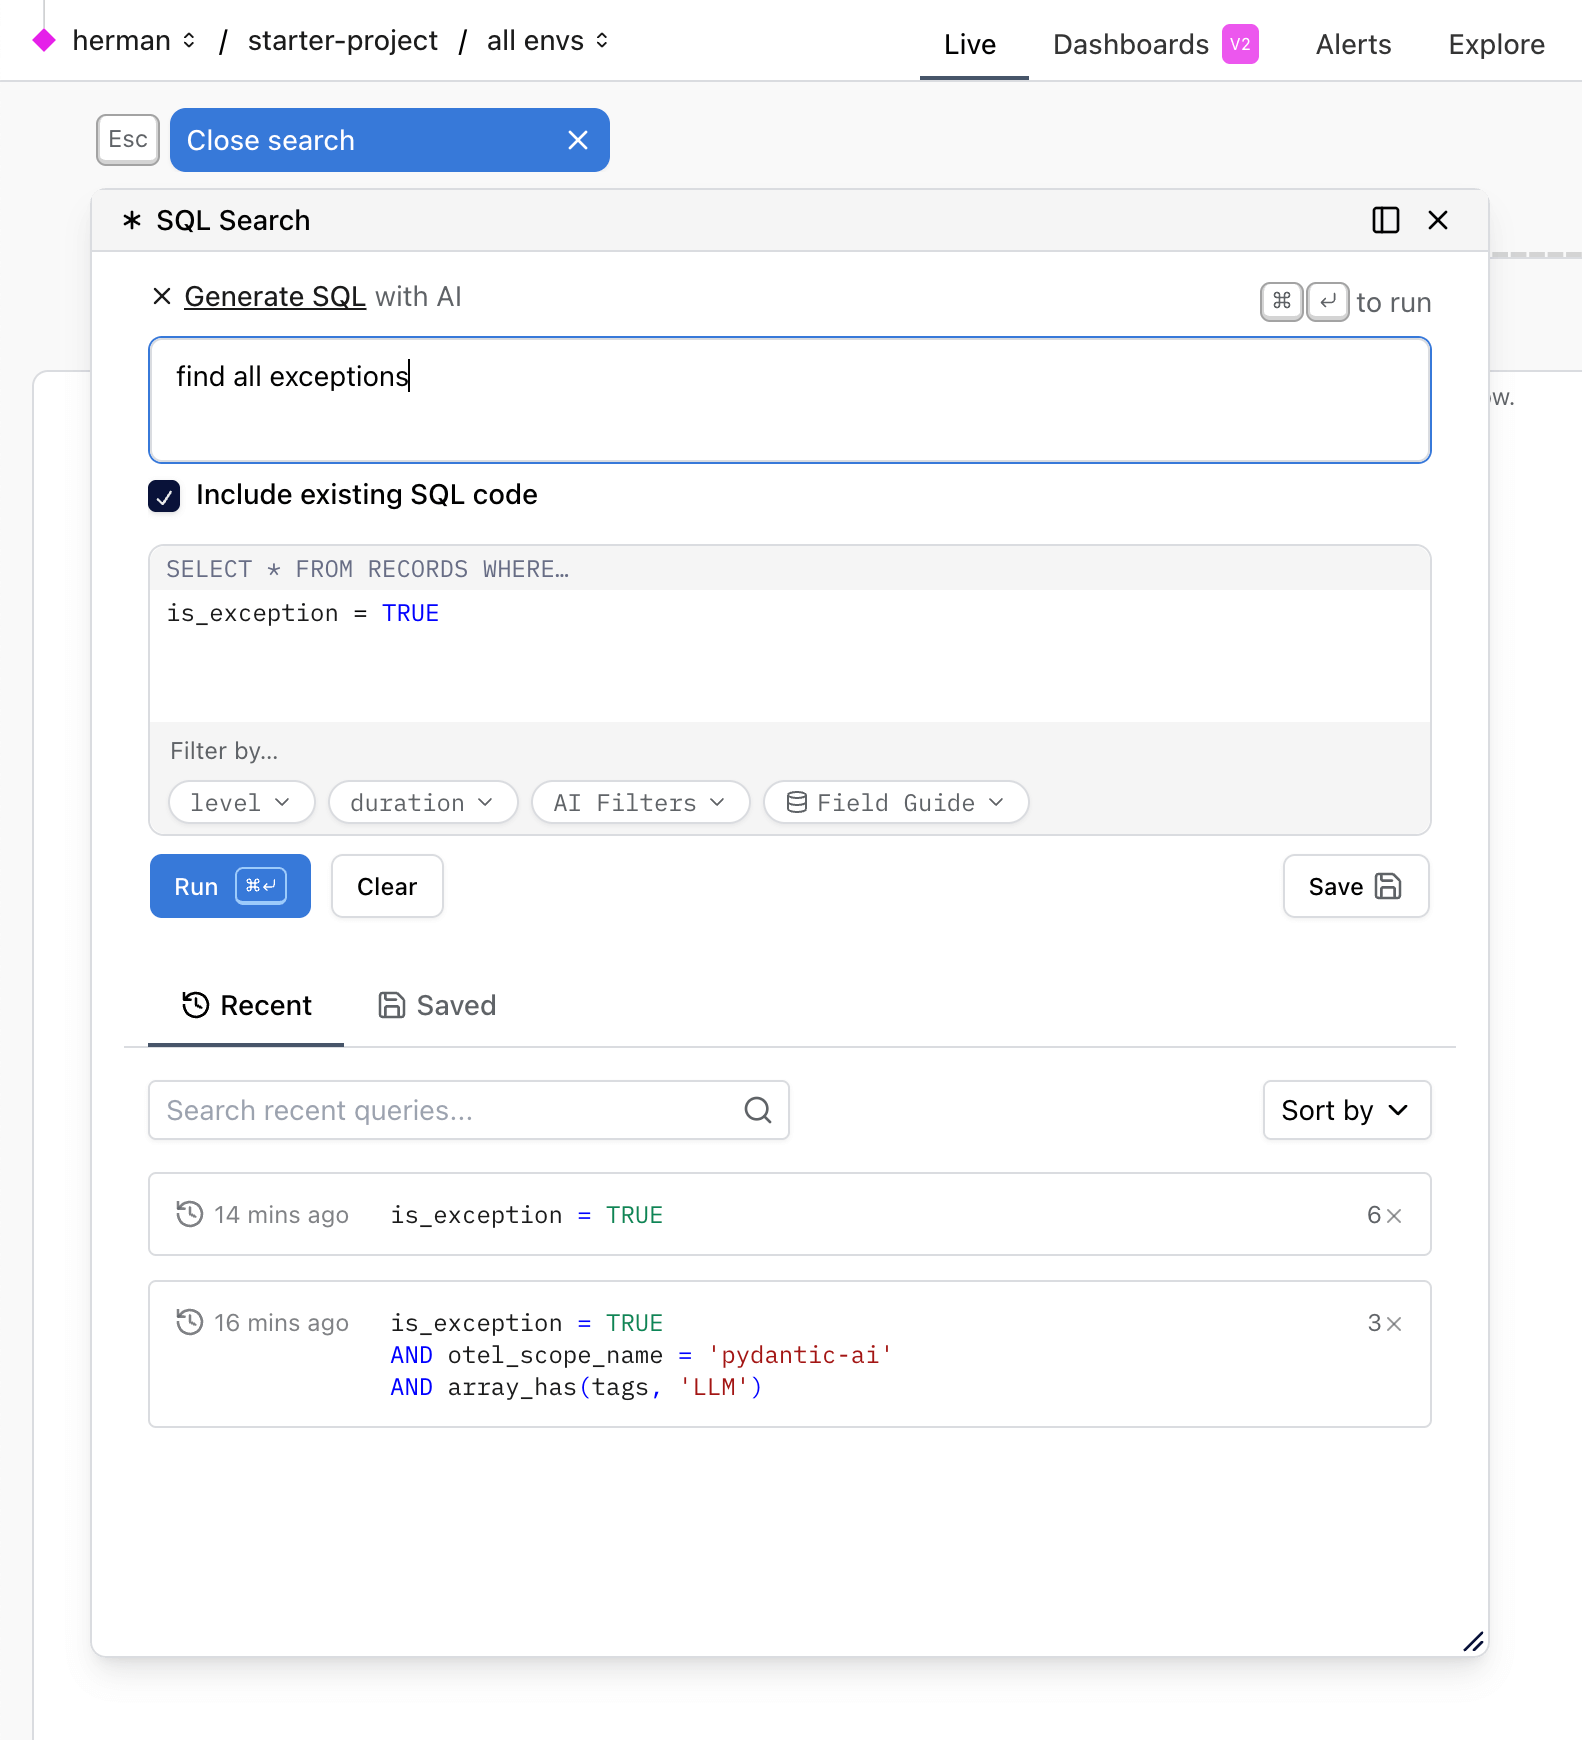 herman / starter-project / all envs
Live Dashboards V2 Alerts Explore
Esc Close search
SQL Search
Generate SQL with AI
⌘ ↵ to run
find all exceptions
Include existing SQL code
SELECT * FROM RECORDS WHERE…
is_exception = TRUE
Filter by...
level duration AI Filters Field Guide
Run ⌘↵ Clear Save
Recent Saved
Search recent queries... Sort by
14 mins ago is_exception = TRUE 6×
16 mins ago is_exception = TRUE 3×
AND otel_scope_name = 'pydantic-ai'
AND array_has(tags, 'LLM')